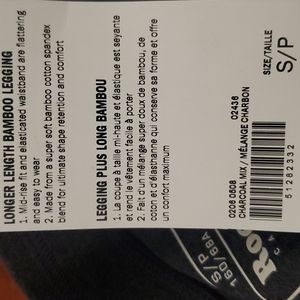 LONGER LENGTH BAMBOO LEGGING
1. Mid-rise fit and elasticated waistband are flattering
and easy to wear
2. Made from a super soft bamboo cotton spandex
blend for ultimate shape retention and comfort
LEGGING PLUS LONG BAMBOU
1. La coupe à taille mi-haute et élastique est seyante
et rend le vêtement facile à porter
2. Fait d'un mélange super doux de bambou, de
coton et d'élasthanne qui conserve sa forme et offre
un confort maximum
0206 0508
02436
CHARCOAL MIX / MÉLANGE CHARBON
51282332
SIZE/TAILLE
S/P
S/P
160/68A